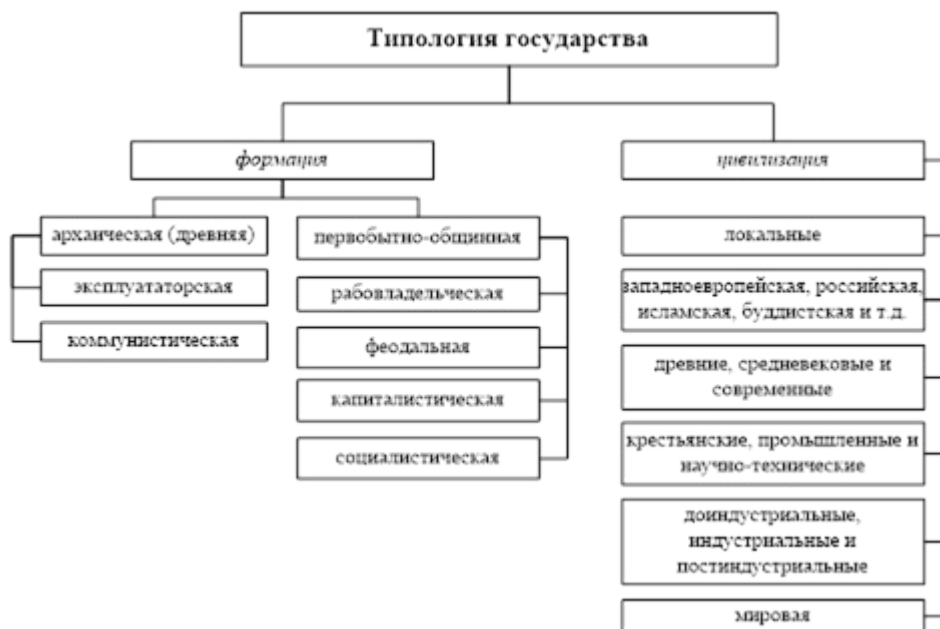 Типология государства
формация
цивилизация
архаическая (древняя)
эксплуататорская
коммунистическая
первобытно-общинная
рабовладельческая
феодальная
капиталистическая
социалистическая
локальные
западноевропейская, российская,
исламская, буддистская и т.д.
древние, средневековые и
современные
крестьянские, промышленные и
научно-технические
доиндустриальные,
индустриальные и
постиндустриальные
мировая